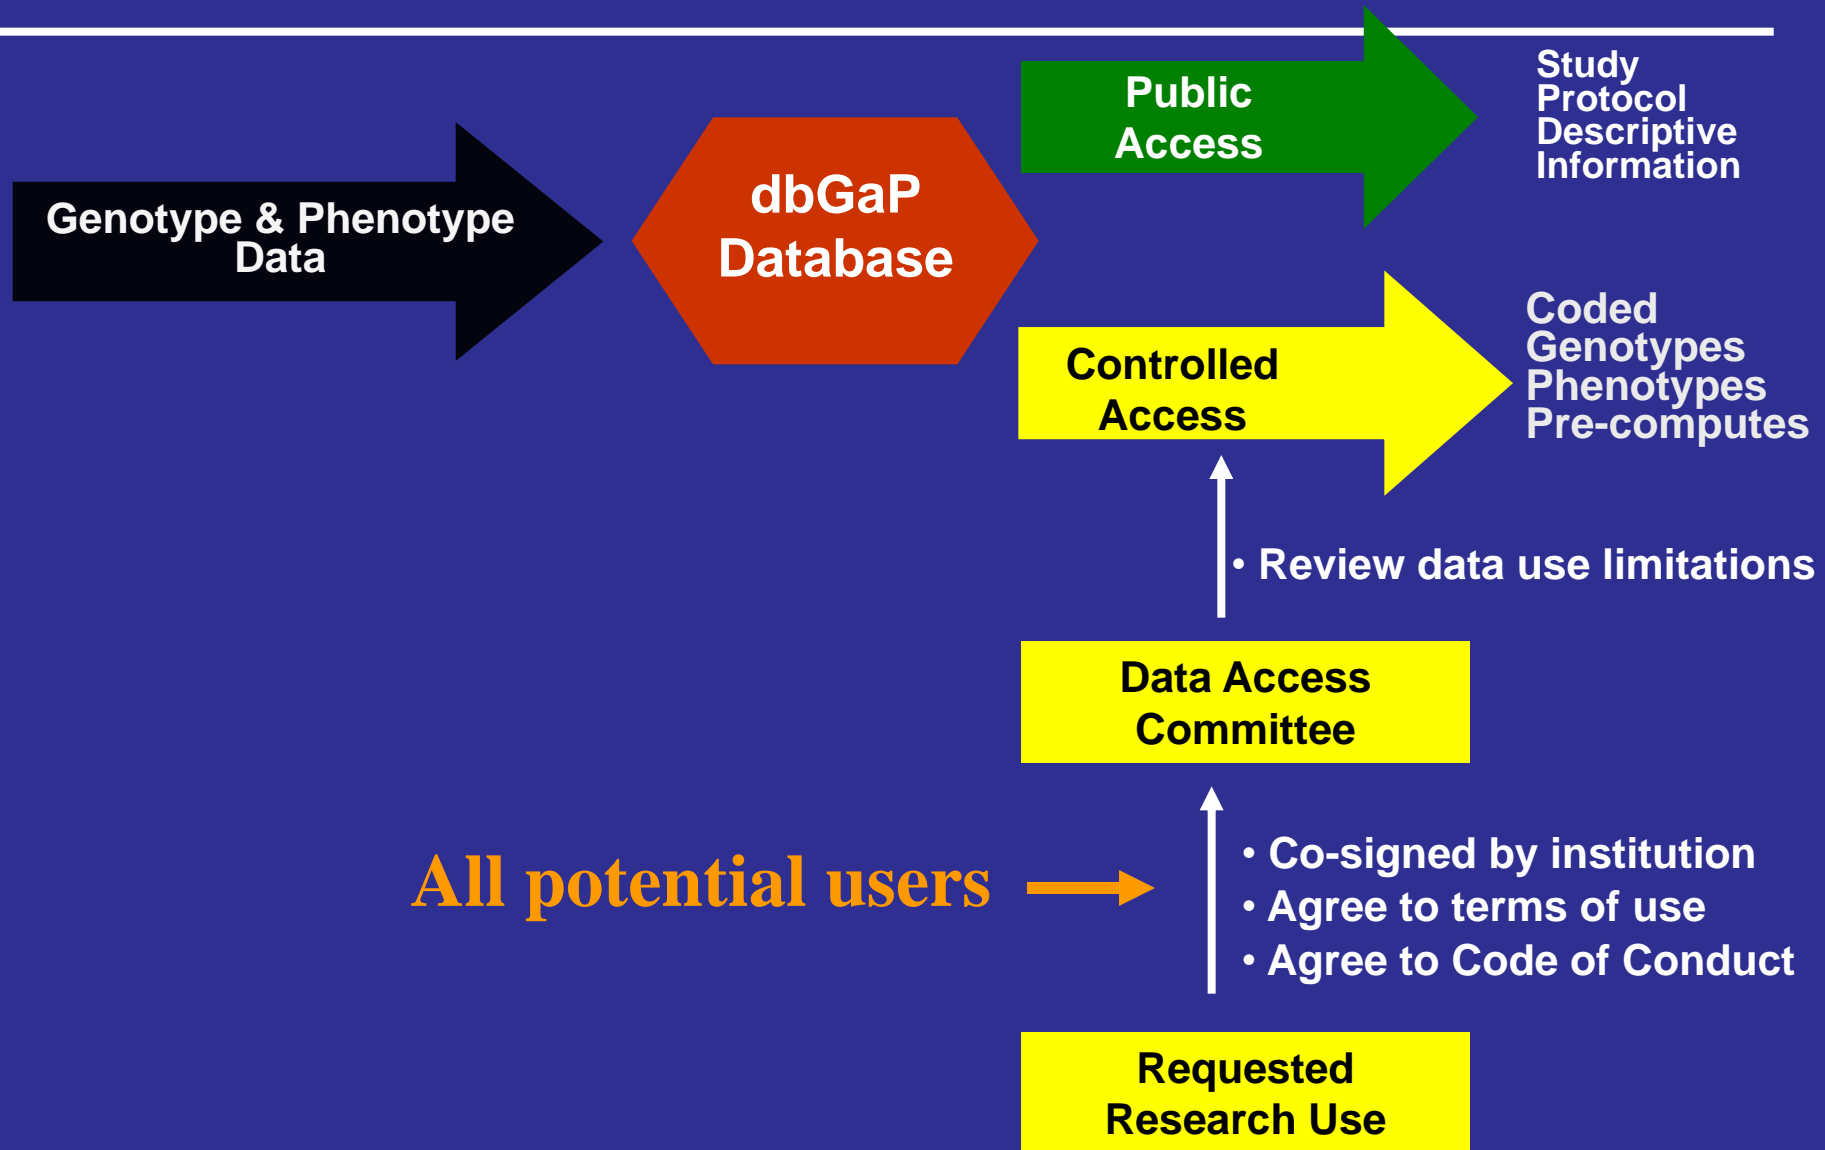 Genotype & Phenotype
Data
dbGaP
Database
Public
Access
Study
Protocol
Descriptive
Information
Controlled
Access
Coded
Genotypes
Phenotypes
Pre-computes
• Review data use limitations
Data Access
Committee
All potential users
• Co-signed by institution
• Agree to terms of use
• Agree to Code of Conduct
Requested
Research Use